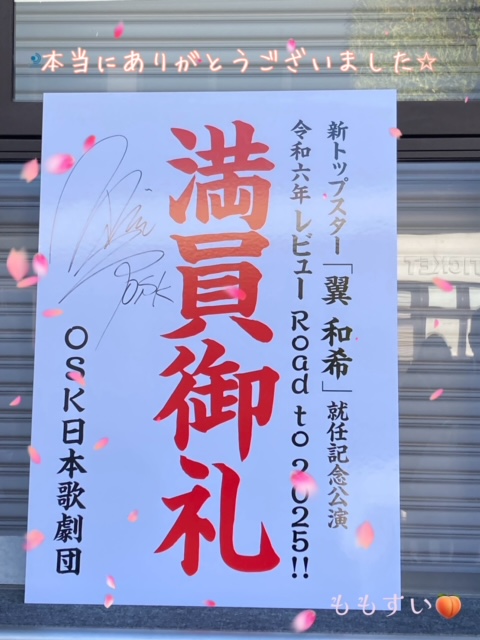 本当にありがとうございました☆
新トップスター「翼 和希」就任記念公演
令和六年 レビュー Road to 2025!!
満員御礼
OSK日本歌劇団
TICKET
ももすい🍑